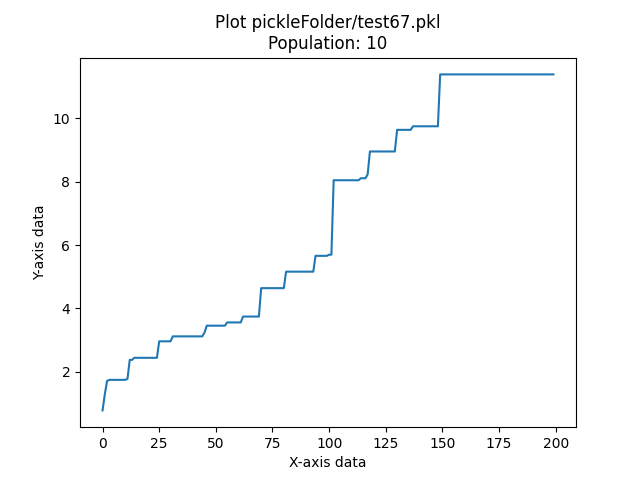 Plot pickleFolder/test67.pkl
Population: 10
10
8
6
4
2
Y-axis data
0 25 50 75 100 125 150 175 200
X-axis data